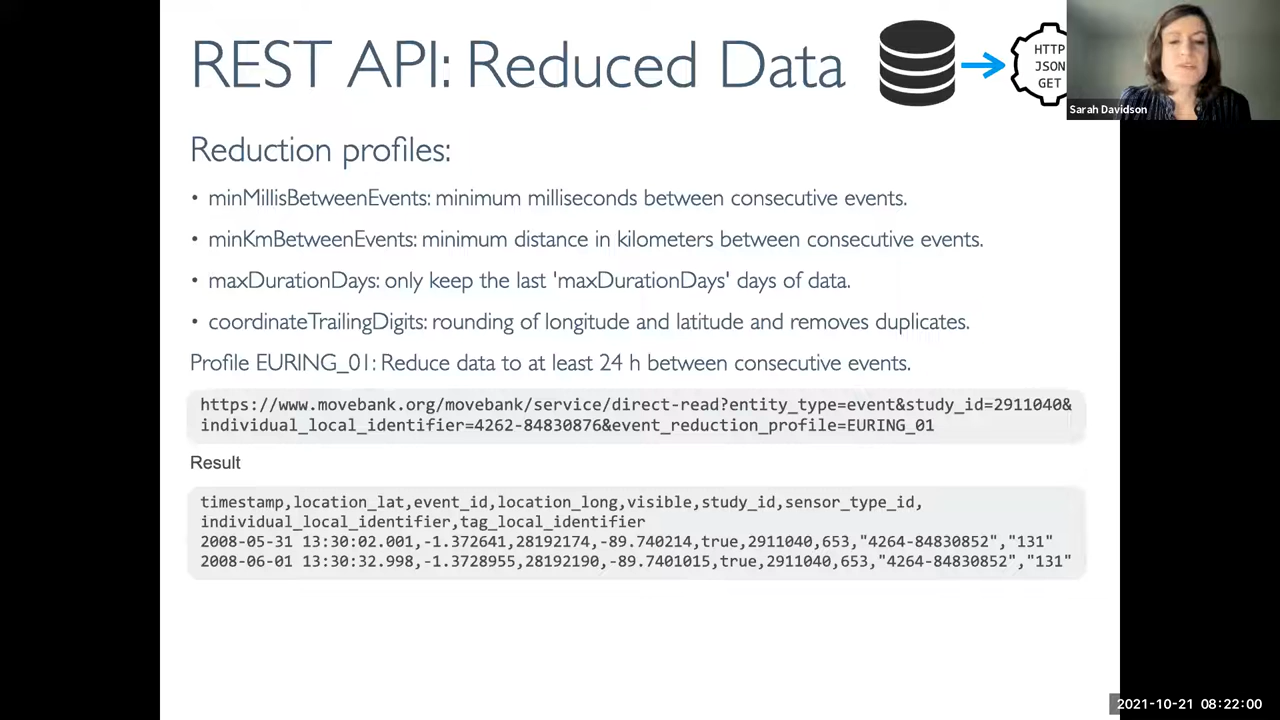 REST API: Reduced Data
HTTP
JSON
GET
Sarah Davidson
Reduction profiles:
• minMillisBetweenEvents: minimum milliseconds between consecutive events.
• minKmBetweenEvents: minimum distance in kilometers between consecutive events.
• maxDurationDays: only keep the last 'maxDurationDays' days of data.
• coordinateTrailingDigits: rounding of longitude and latitude and removes duplicates.
Profile EURING_01: Reduce data to at least 24 h between consecutive events.
https://www.movebank.org/movebank/service/direct-read?entity_type=event&study_id=2911040&
individual_local_identifier=4262-84830876&event_reduction_profile=EURING_01
Result
timestamp,location_lat,event_id,location_long,visible,study_id,sensor_type_id,
individual_local_identifier,tag_local_identifier
2008-05-31 13:30:02.001,-1.372641,28192174,-89.740214,true,2911040,653,"4264-84830852","131"
2008-06-01 13:30:32.998,-1.3728955,28192190,-89.7401015,true,2911040,653,"4264-84830852","131"
2021-10-21 08:22:00